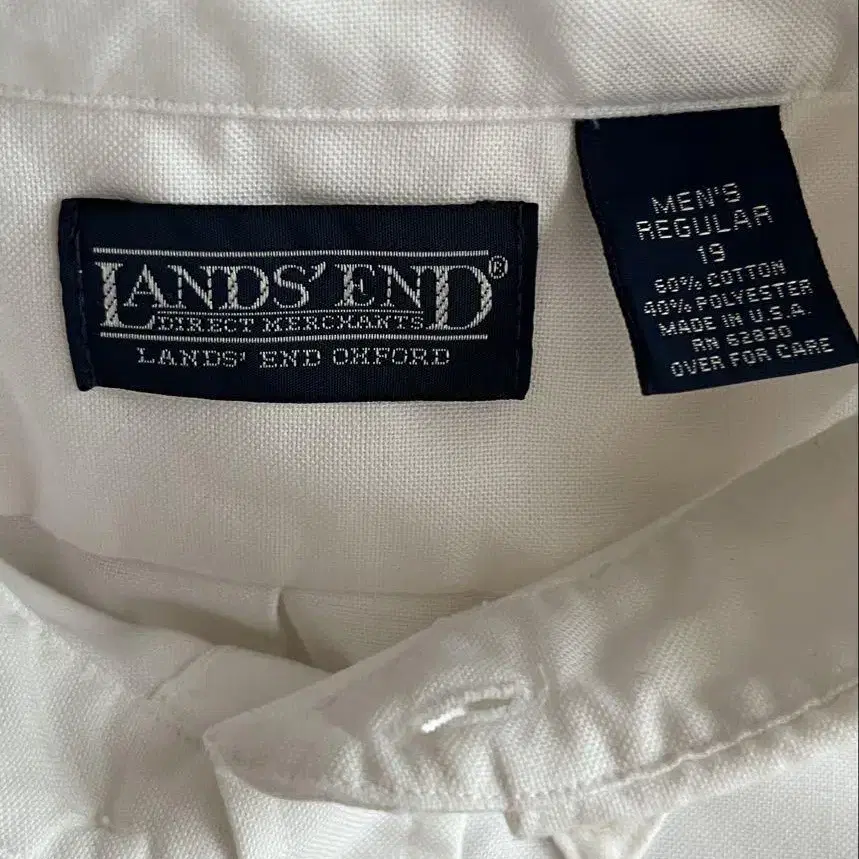 LANDS' END®
DIRECT MERCHANTS
LANDS' END OXFORD
MEN'S
REGULAR
19
60% COTTON
40% POLYESTER
MADE IN U.S.A.
RN 62830
OVER FOR CARE